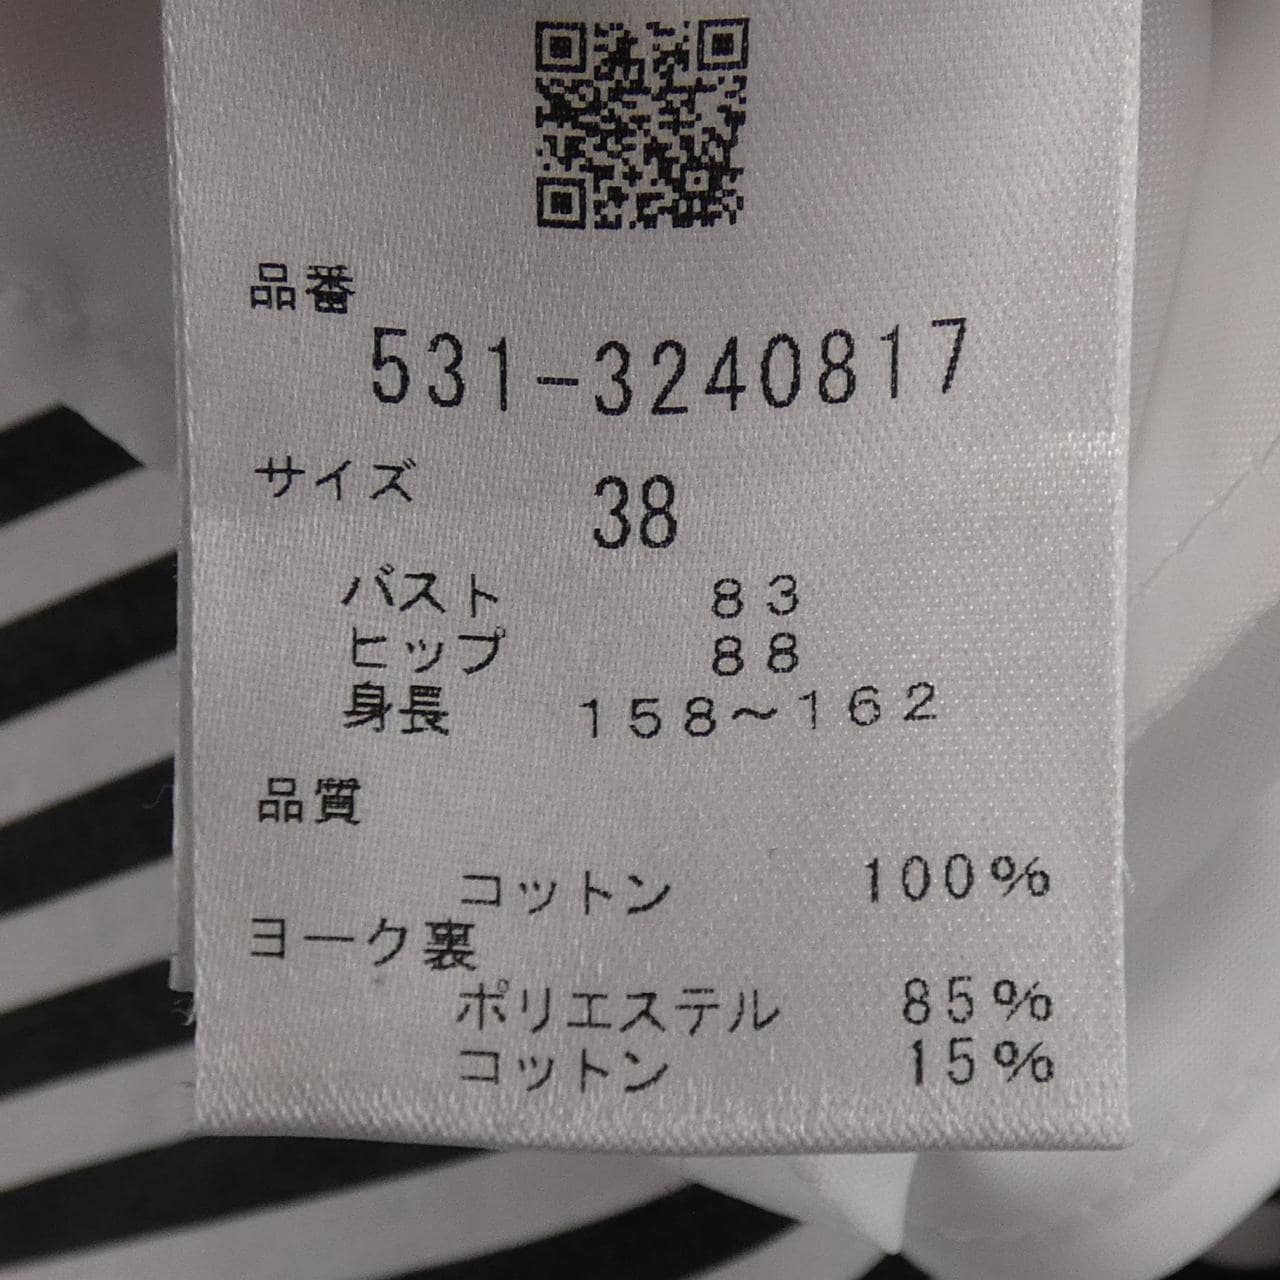 品番
531-3240817
サイズ 38
バスト 83
ヒップ 88
身長 158～162
品質
コットン 100%
ヨーク裏
ポリエステル 85%
コットン 15%